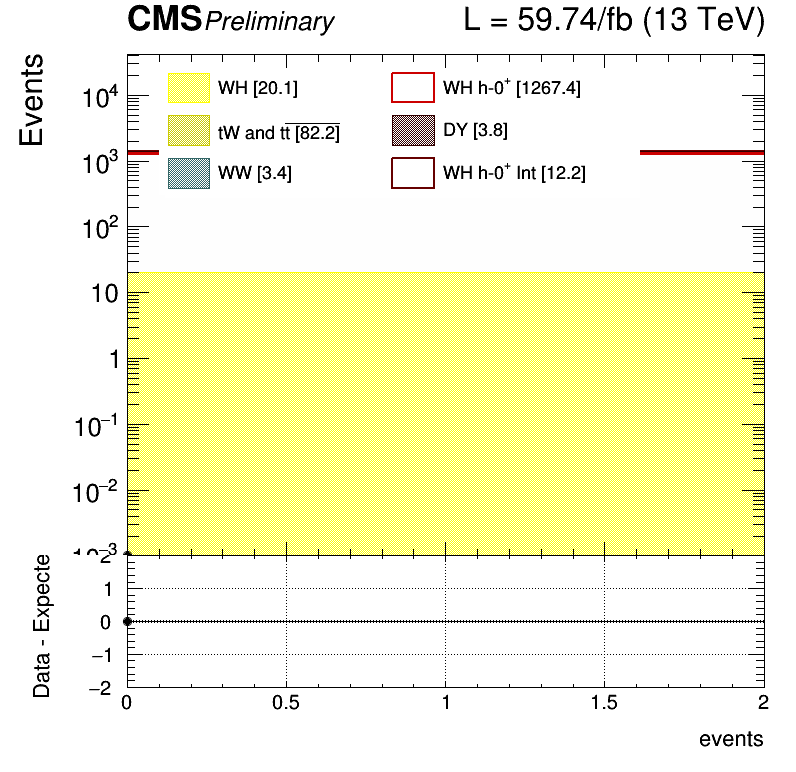 CMS Preliminary L = 59.74/fb (13 TeV)
Events
10⁴
10³
10²
10
1
10⁻¹
10⁻²
WH [20.1]
WH h-0⁺ [1267.4]
tW and tt̅ [82.2]
DY [3.8]
WW [3.4]
WH h-0⁺ Int [12.2]
Data - Expecte
2
1
0
−1
−2
0 0.5 1 1.5 2
events